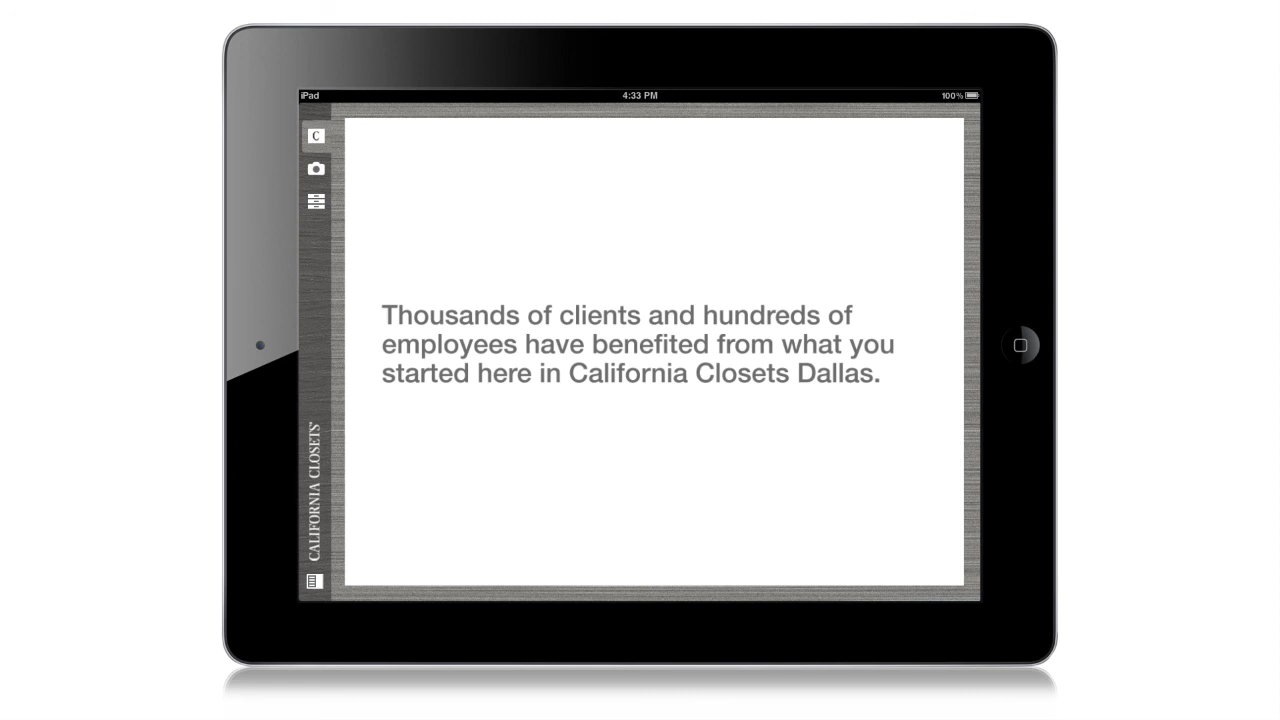 iPad
4:33 PM
100%
C
Thousands of clients and hundreds of
employees have benefited from what you
started here in California Closets Dallas.
CALIFORNIA CLOSETS®